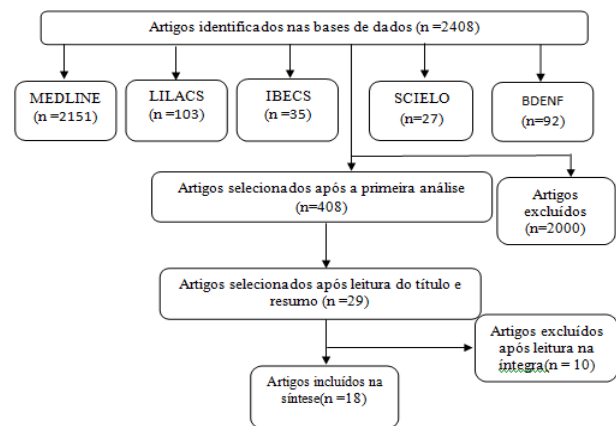 Artigos identificados nas bases de dados (n =2408)
MEDLINE
(n =2151)
LILACS
(n =103)
IBECS
(n =35)
SCIELO
(n=27)
BDENF
(n=92)
Artigos selecionados após a primeira análise
(n=408)
Artigos
excluídos
(n=2000)
Artigos selecionados após leitura do título e
resumo (n =29)
Artigos excluídos
após leitura na
íntegra(n = 10)
Artigos incluídos na
síntese(n =18)